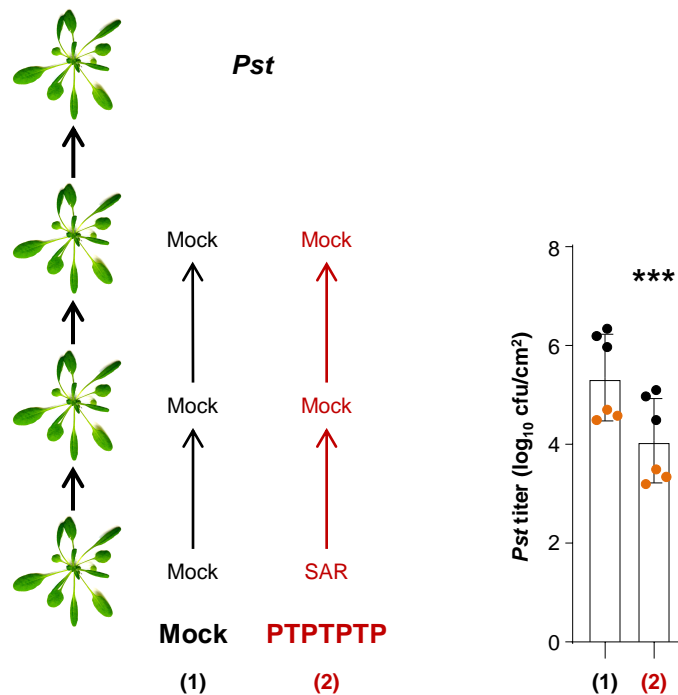 Pst
Mock Mock
Mock Mock
Mock SAR
Mock PTPTPTP
(1) (2)
Pst titer (log₁₀ cfu/cm²)
8
6
4
2
0
***
(1) (2)